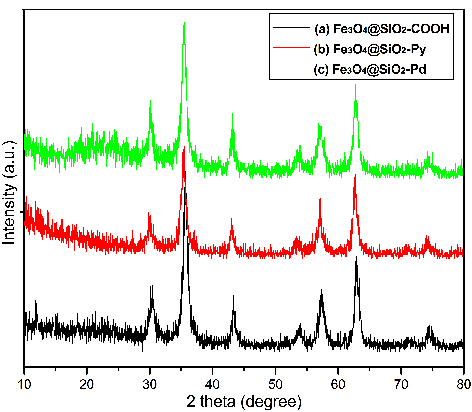 (a) Fe₃O₄@SiO₂-COOH
(b) Fe₃O₄@SiO₂-Py
(c) Fe₃O₄@SiO₂-Pd
Intensity (a.u.)
10 20 30 40 50 60 70 80
2 theta (degree)